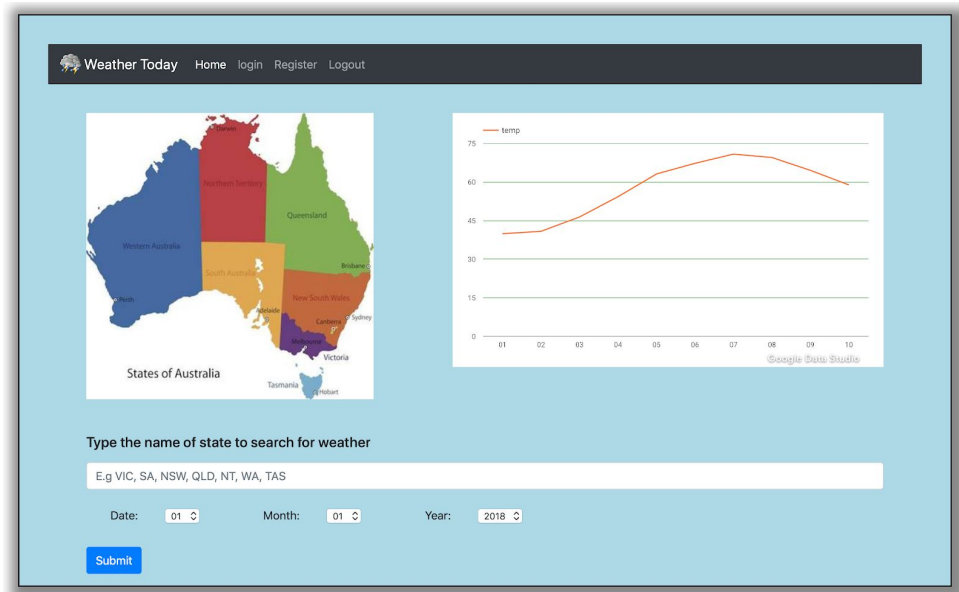 Weather Today Home login Register Logout
Darwin
Northern Territory
Queensland
Western Australia
South Australia
Brisbane
New South Wales
Perth
Adelaide
Sydney
Canberra
Melbourne
Victoria
States of Australia
Tasmania
Hobart
temp
75
60
45
30
15
0
01 02 03 04 05 06 07 08 09 10
Google Data Studio
Type the name of state to search for weather
E.g VIC, SA, NSW, QLD, NT, WA, TAS
Date: 01 Month: 01 Year: 2018
Submit